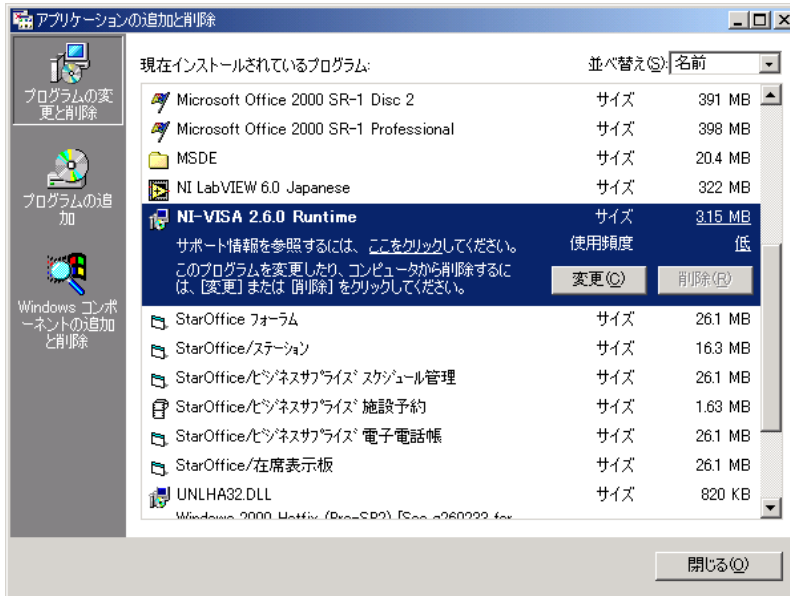 アプリケーションの追加と削除
プログラムの変
更と削除
プログラムの追
加
Windows コンポ
ーネントの追加
と削除
現在インストールされているプログラム:
並べ替え(S):
名前
Microsoft Office 2000 SR-1 Disc 2 サイズ 391 MB
Microsoft Office 2000 SR-1 Professional サイズ 398 MB
MSDE サイズ 20.4 MB
NI LabVIEW 6.0 Japanese サイズ 322 MB
NI-VISA 2.6.0 Runtime サイズ 3.15 MB
サポート情報を参照するには、ここをクリックしてください。 使用頻度 低
このプログラムを変更したり、コンピュータから削除するに
は、[変更] または [削除] をクリックしてください。
変更(C) 削除(R)
StarOffice フォーラム サイズ 26.1 MB
StarOffice/ステーション サイズ 16.3 MB
StarOffice/ビジネスサプライズ スケジュール管理 サイズ 26.1 MB
StarOffice/ビジネスサプライズ 施設予約 サイズ 1.63 MB
StarOffice/ビジネスサプライズ 電子電話帳 サイズ 26.1 MB
StarOffice/在席表示板 サイズ 26.1 MB
UNLHA32.DLL サイズ 820 KB
Windows 2000 Hotfix (Pre-SP2) [See q260233 for
閉じる(O)